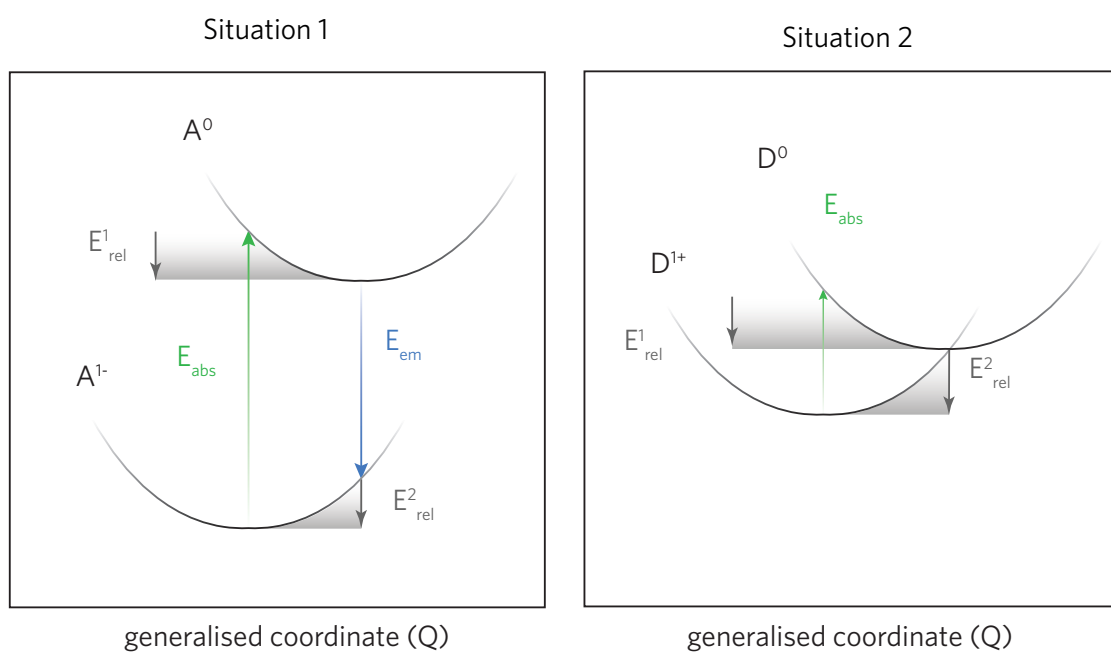 Situation 1
A⁰
E¹rel
Eabs
Eem
A¹⁻
E²rel
generalised coordinate (Q)
Situation 2
D⁰
Eabs
D¹⁺
E¹rel
E²rel
generalised coordinate (Q)